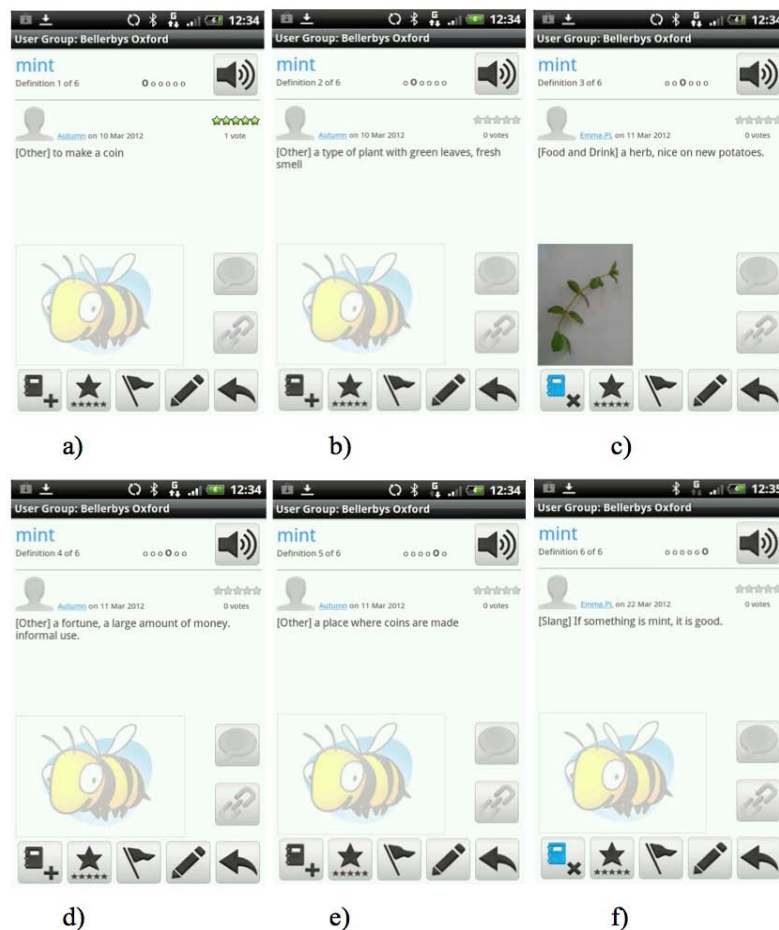 12:34
User Group: Bellerbys Oxford
mint
Definition 1 of 6
Autumn on 10 Mar 2012
1 vote
[Other] to make a coin
a)
12:34
User Group: Bellerbys Oxford
mint
Definition 2 of 6
Autumn on 10 Mar 2012
0 votes
[Other] a type of plant with green leaves, fresh
smell
b)
12:34
User Group: Bellerbys Oxford
mint
Definition 3 of 6
Emma.PL on 11 Mar 2012
0 votes
[Food and Drink] a herb, nice on new potatoes.
c)
12:34
User Group: Bellerbys Oxford
mint
Definition 4 of 6
Autumn on 11 Mar 2012
0 votes
[Other] a fortune, a large amount of money.
informal use.
d)
12:34
User Group: Bellerbys Oxford
mint
Definition 5 of 6
Autumn on 11 Mar 2012
0 votes
[Other] a place where coins are made
e)
12:35
User Group: Bellerbys Oxford
mint
Definition 6 of 6
Emma.PL on 22 Mar 2012
0 votes
[Slang] If something is mint, it is good.
f)